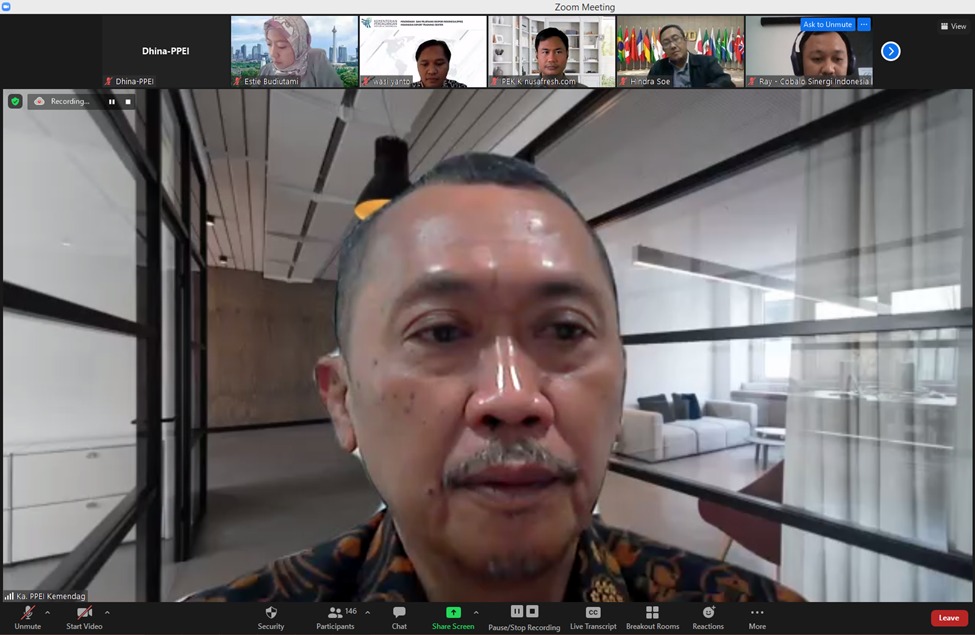 Zoom Meeting
Dhina-PPEI
Ask to Unmute
View
Dhina-PPEI
Estie Budiutami
wasi yanto
PEK K nusafresh.com
Hindra Soe
Ray - Cobalo Sinergi Indonesia
Recording...
Ka. PPEI Kemendag
Unmute
Start Video
Security
Participants
146
Chat
Share Screen
Pause/Stop Recording
CC
Live Transcript
Breakout Rooms
Reactions
More
Leave